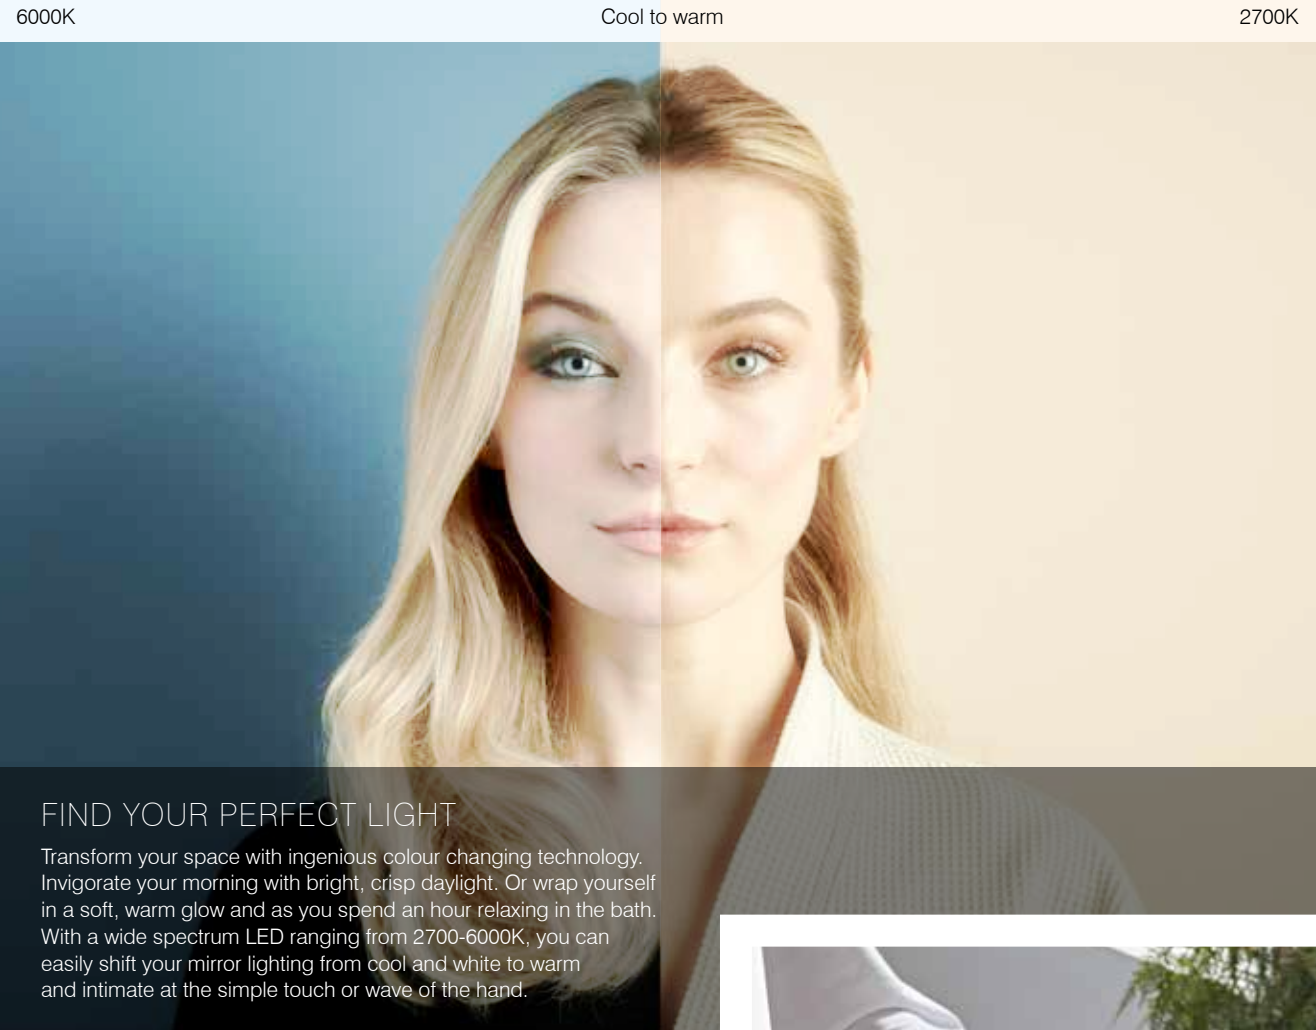 6000K Cool to warm 2700K
FIND YOUR PERFECT LIGHT
Transform your space with ingenious colour changing technology.
Invigorate your morning with bright, crisp daylight. Or wrap yourself
in a soft, warm glow and as you spend an hour relaxing in the bath.
With a wide spectrum LED ranging from 2700-6000K, you can
easily shift your mirror lighting from cool and white to warm
and intimate at the simple touch or wave of the hand.